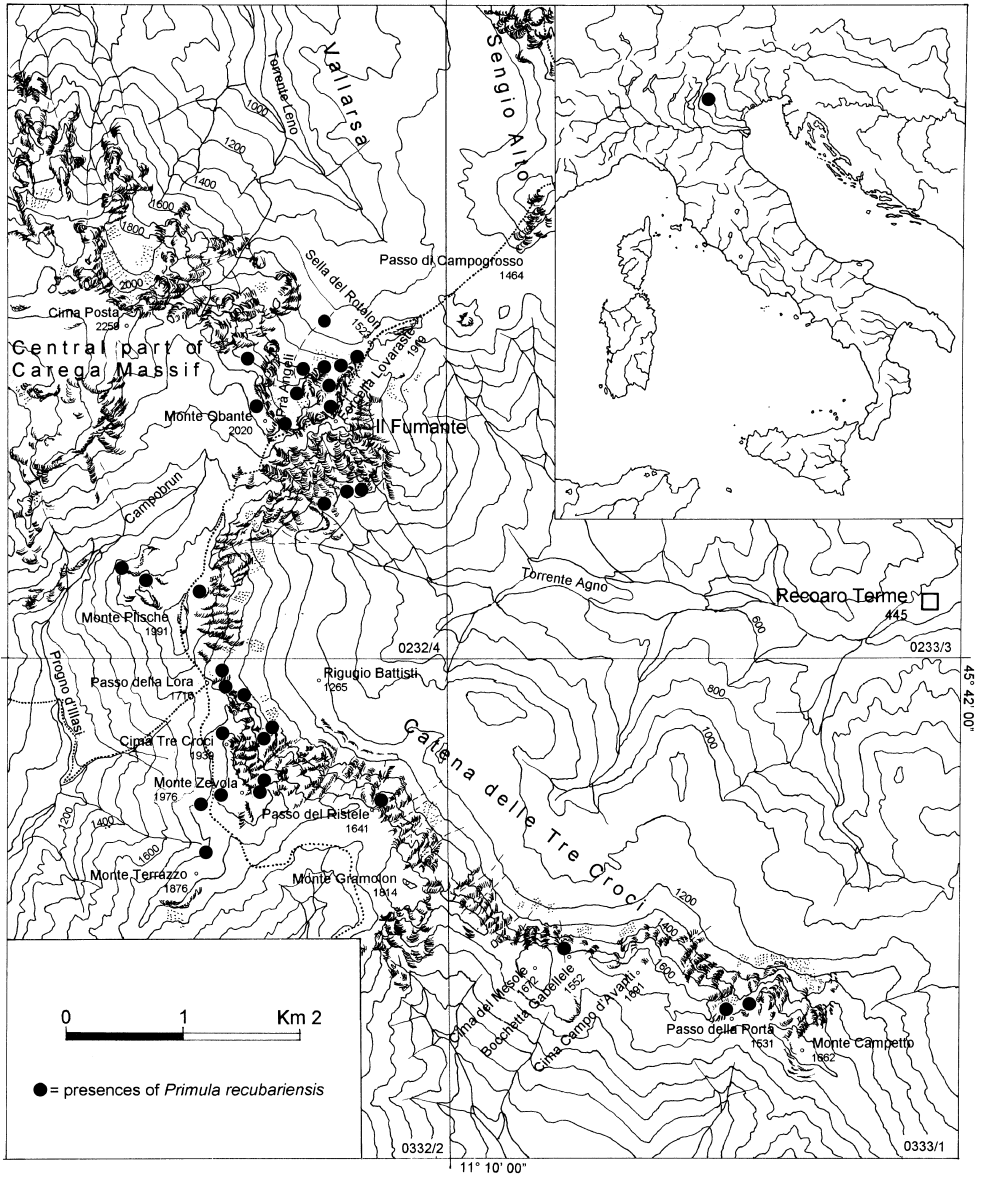 Vallarsa
Torrente Leno
Sengio Alto
1000
1200
1400
1600
1800
2000
Passo di Campogrosso
1464
Sella del Rotolon
1523
Cima Posta
2259
Central part of
Carega Massif
Prà Angeli
Monte Obante
2020
Il Fumante
Campobrun
Torrente Agno
Recoaro Terme
445
600
Monte Plische
1991
0232/4
0233/3
45° 42' 00"
Progno d'Illasi
Passo della Lora
1716
Rigugio Battisti
1265
800
1000
Catena delle Tre Croci
Cima Tre Croci
1939
Monte Zevola
1976
Passo del Ristele
1641
1200
1400
1600
Monte Terrazzo
1876
Monte Gramolon
1814
1200
1400
1600
Cima del Mesole
1672
Bocchetta Gabellele
1552
Cima Campo d'Avanti
1691
Passo della Porta
1531
Monte Campetto
1662
0 1 Km 2
= presences of Primula recubariensis
0332/2
0333/1
11° 10' 00"